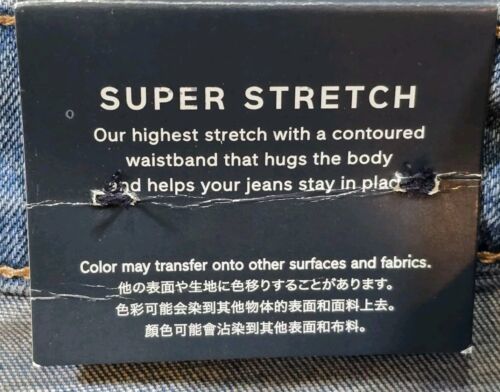 SUPER STRETCH
Our highest stretch with a contoured
waistband that hugs the body
and helps your jeans stay in plac
Color may transfer onto other surfaces and fabrics.
他の表面や生地に色移りすることがあります。
色彩可能会染到其他物体的表面和面料上去。
顏色可能會沾染到其他表面和布料。